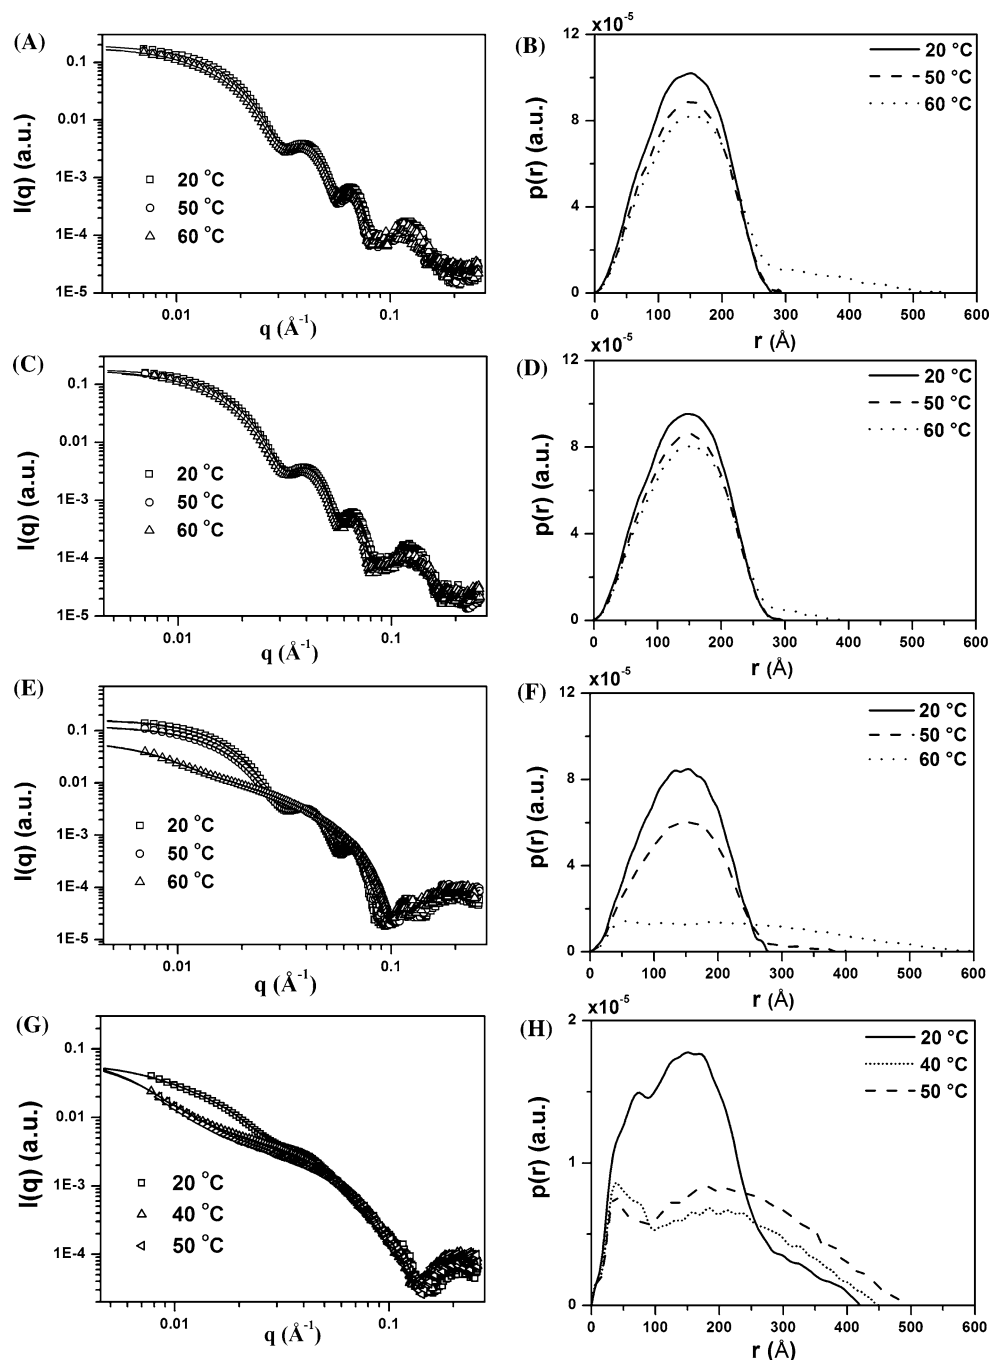 (A)
0.1
0.01
1E-3
1E-4
1E-5
I(q) (a.u.)
20 °C
50 °C
60 °C
0.01
0.1
q (Å-1)
(B)
x10-5
12
8
4
0
p(r) (a.u.)
20 °C
50 °C
60 °C
0 100 200 300 400 500 600
r (Å)
(C)
0.1
0.01
1E-3
1E-4
1E-5
I(q) (a.u.)
20 °C
50 °C
60 °C
0.01
0.1
q (Å-1)
(D)
x10-5
12
8
4
0
p(r) (a.u.)
20 °C
50 °C
60 °C
0 100 200 300 400 500 600
r (Å)
(E)
0.1
0.01
1E-3
1E-4
1E-5
I(q) (a.u.)
20 °C
50 °C
60 °C
0.01
0.1
q (Å-1)
(F)
x10-5
12
8
4
0
p(r) (a.u.)
20 °C
50 °C
60 °C
0 100 200 300 400 500 600
r (Å)
(G)
0.1
0.01
1E-3
1E-4
I(q) (a.u.)
20 °C
40 °C
50 °C
0.01
0.1
q (Å-1)
(H)
x10-5
2
1
0
p(r) (a.u.)
20 °C
40 °C
50 °C
0 100 200 300 400 500 600
r (Å)